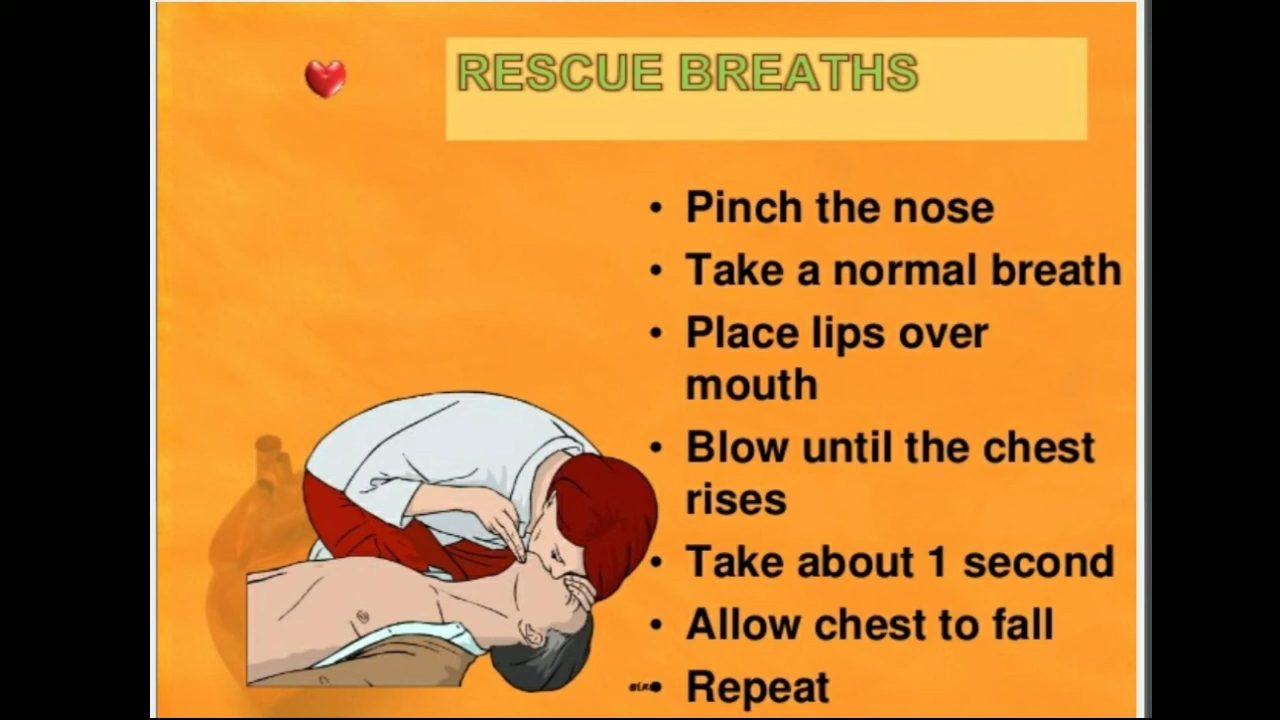 RESCUE BREATHS
• Pinch the nose
• Take a normal breath
• Place lips over
mouth
• Blow until the chest
rises
• Take about 1 second
• Allow chest to fall
• Repeat